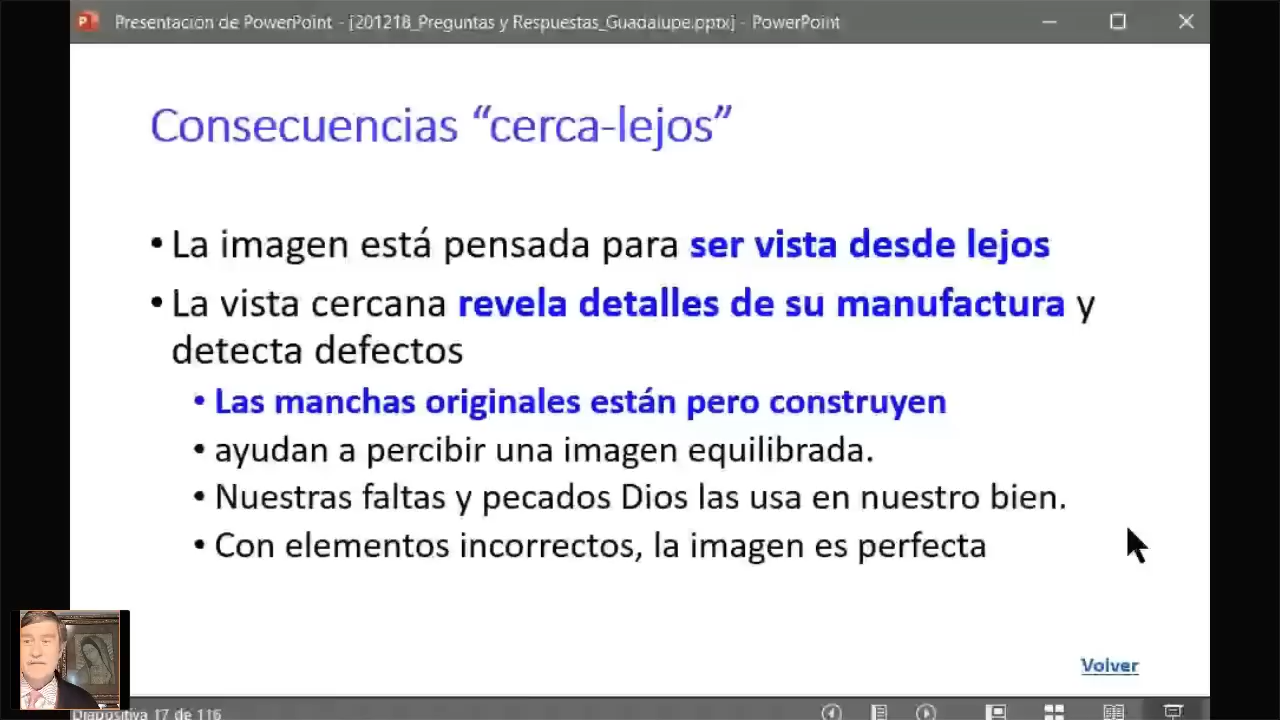 Presentación de PowerPoint - [201218_Preguntas y Respuestas_Guadalupe.pptx] - PowerPoint
Consecuencias “cerca-lejos”
• La imagen está pensada para ser vista desde lejos
• La vista cercana revela detalles de su manufactura y
detecta defectos
• Las manchas originales están pero construyen
• ayudan a percibir una imagen equilibrada.
• Nuestras faltas y pecados Dios las usa en nuestro bien.
• Con elementos incorrectos, la imagen es perfecta
Volver
Diapositiva 17 de 116